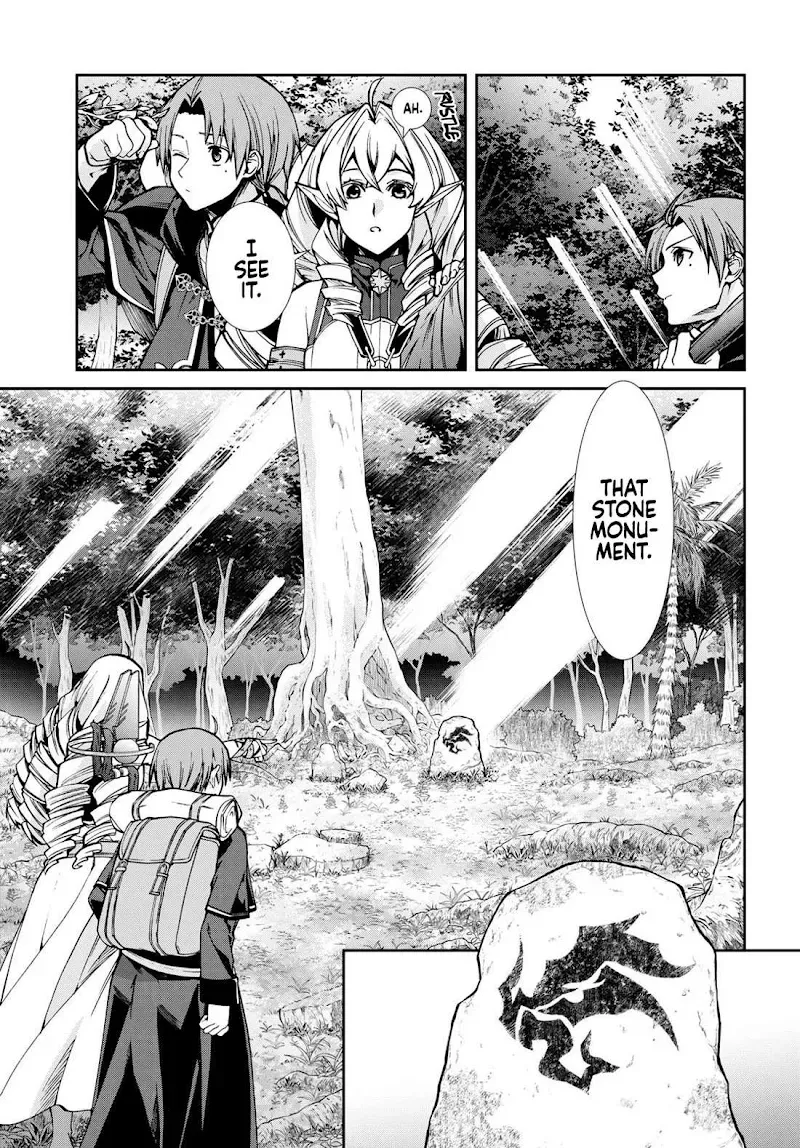 RUSTLE
AH.
I
SEE
IT.
THAT
STONE
MONU-
MENT.